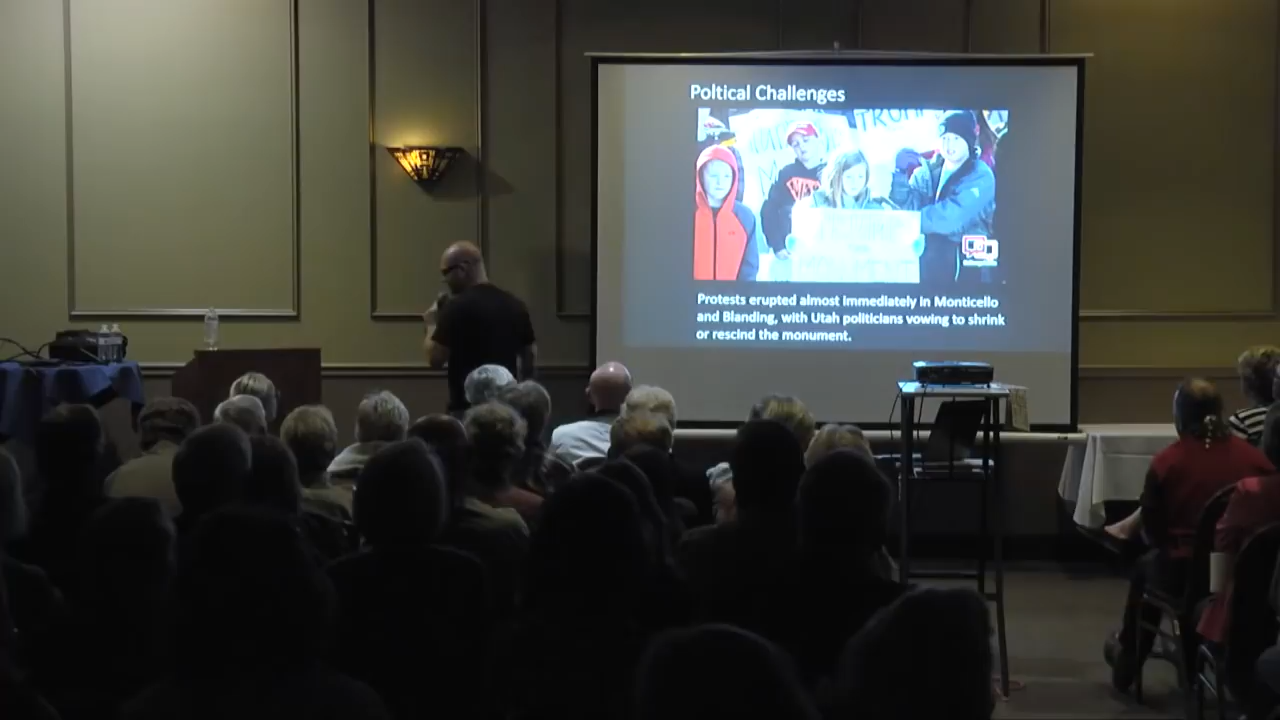 Poltical Challenges
Protests erupted almost immediately in Monticello
and Blanding, with Utah politicians vowing to shrink
or rescind the monument.